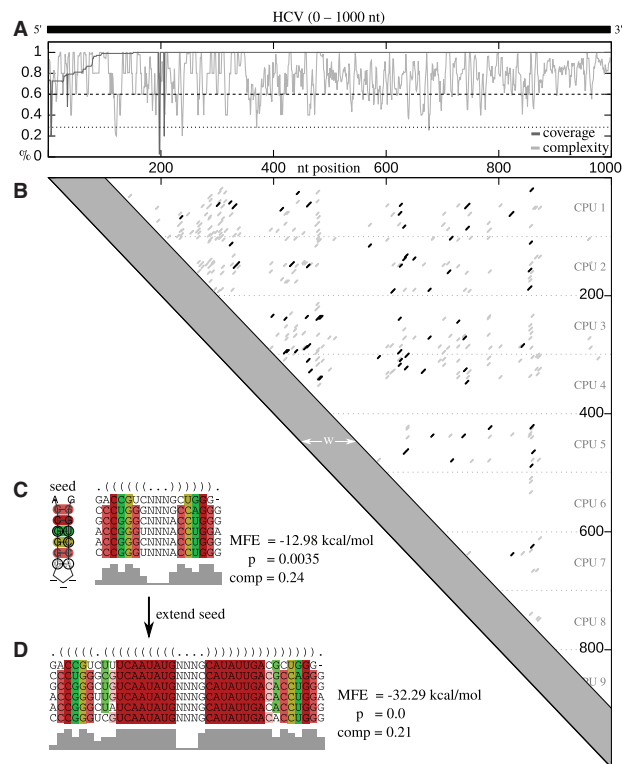 HCV (0 – 1000 nt)
A 5' 3'
1
0.8
0.6
0.4
0.2
% 0
coverage
complexity
200 400 nt position 600 800 1000
B
CPU 1
CPU 2
200
CPU 3
CPU 4
400
W
CPU 5
CPU 6
600
CPU 7
CPU 8
800
PU 9
C
seed
A G
.((((((...)))))).
GACCGUCNNNGCUGGG-
MFE = -12.98 kcal/mol
p = 0.0035
comp = 0.24
extend seed
D
MFE = -32.29 kcal/mol
p = 0.0
comp = 0.21